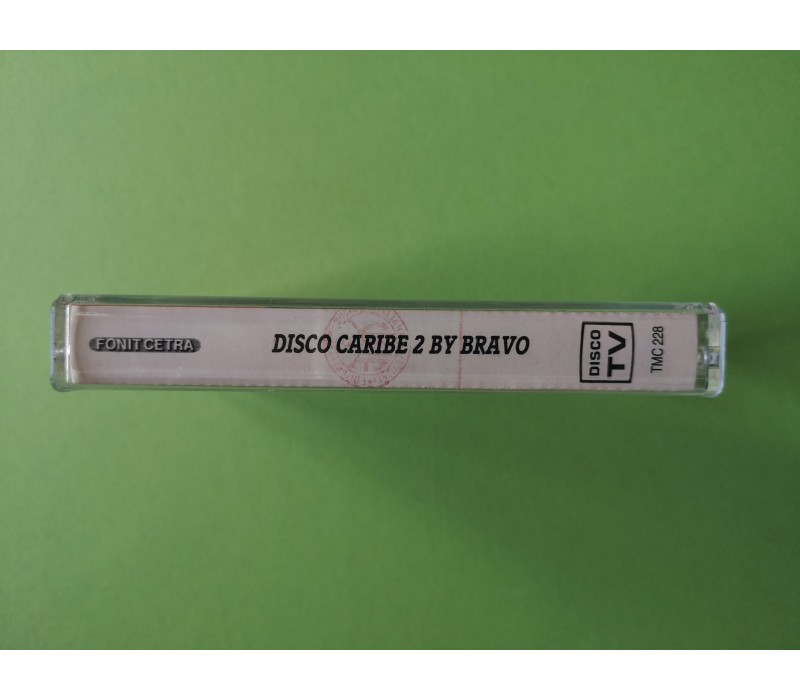 FONIT CETRA
DISCO CARIBE 2 BY BRAVO
DISCO
TV
TMC 228